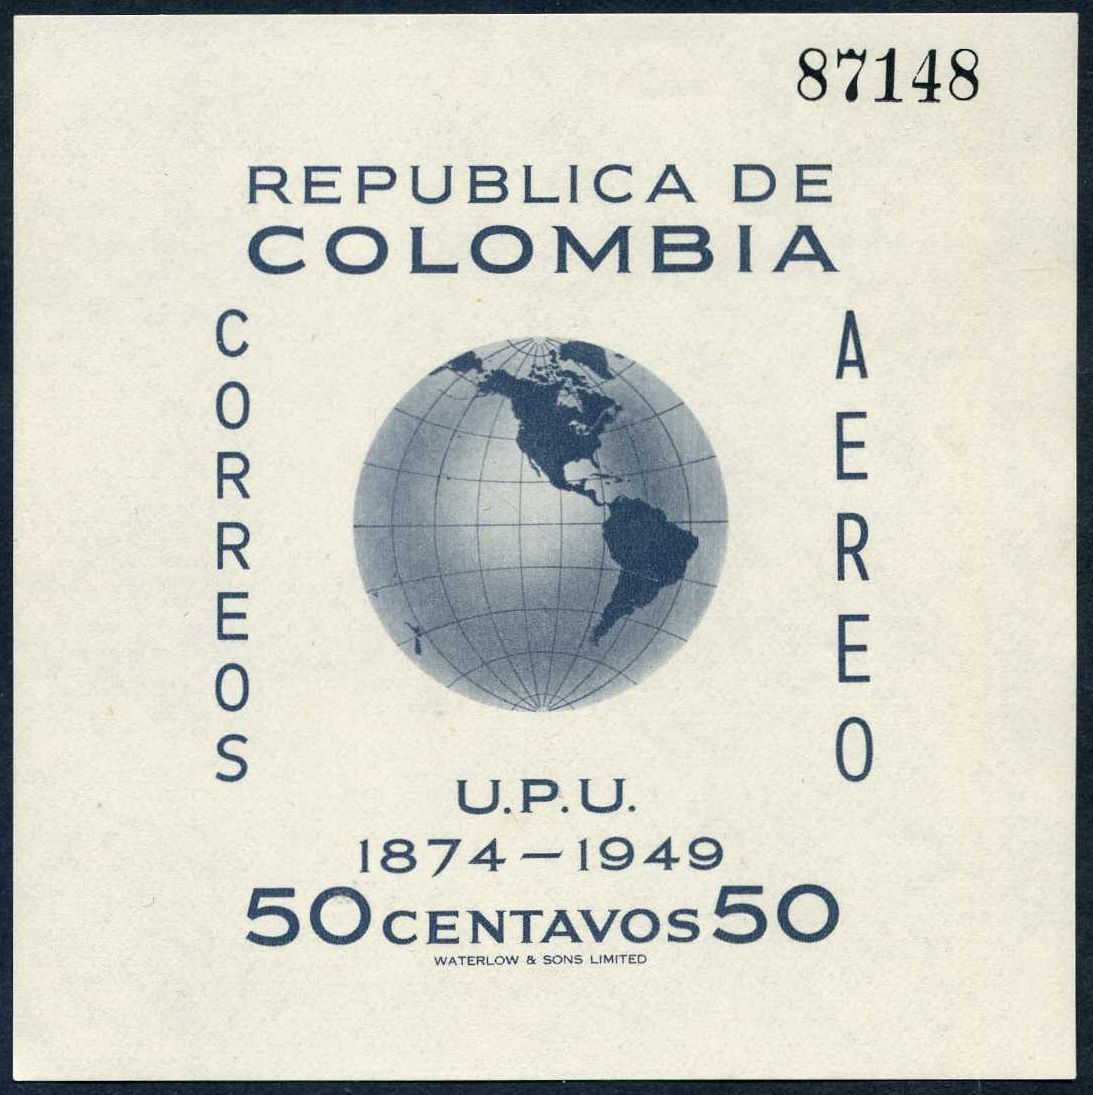 87148
REPUBLICA DE
COLOMBIA
CORREOS
AEREO
U.P.U.
1874–1949
50 CENTAVOS 50
WATERLOW & SONS LIMITED